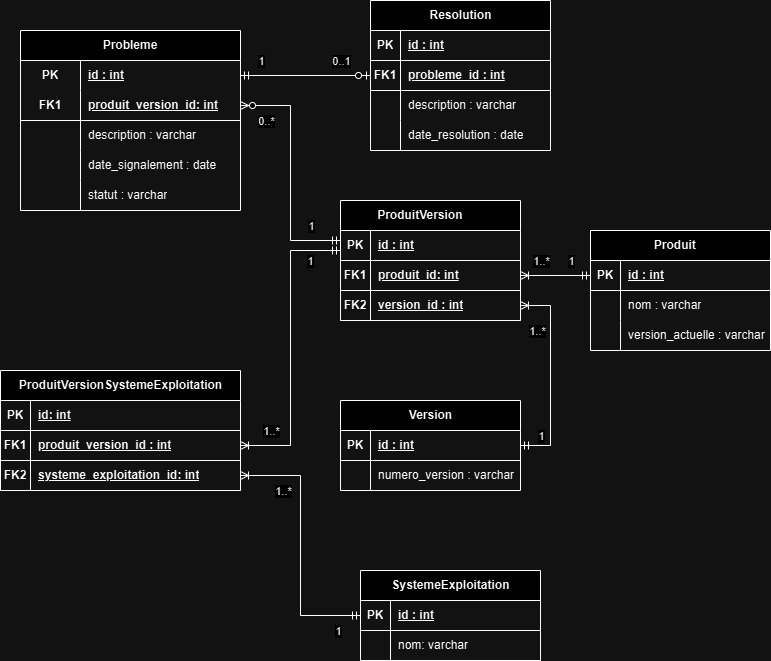 Resolution
PK id : int
FK1 probleme_id : int
description : varchar
date_resolution : date
Probleme
PK id : int
FK1 produit_version_id: int
description : varchar
date_signalement : date
statut : varchar
1
0..1
0..*
1
1
ProduitVersion
PK id : int
FK1 produit_id: int
FK2 version_id : int
1..*
1
Produit
PK id : int
nom : varchar
version_actuelle : varchar
1..*
ProduitVersionSystemeExploitation
PK id: int
FK1 produit_version_id : int
FK2 systeme_exploitation_id: int
1..*
1..*
Version
PK id : int
numero_version : varchar
1
SystemeExploitation
PK id : int
nom: varchar
1